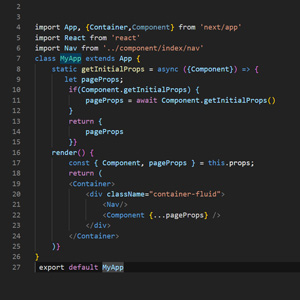 2
3
4 import App, {Container,Component} from 'next/app'
5 import React from 'react'
6 import Nav from '../component/index/nav'
7 class MyApp extends App {
8 static getInitialProps = async ({Component}) => {
9 let pageProps;
10 if(Component.getInitialProps) {
11 pageProps = await Component.getInitialProps()
12 }
13 return {
14 pageProps
15 }}
16 render() {
17 const { Component, pageProps } = this.props;
18 return (
19 <Container>
20 <div className="container-fluid">
21 <Nav/>
22 <Component {...pageProps} />
23 </div>
24 </Container>
25 )}
26 }
27 export default MyApp